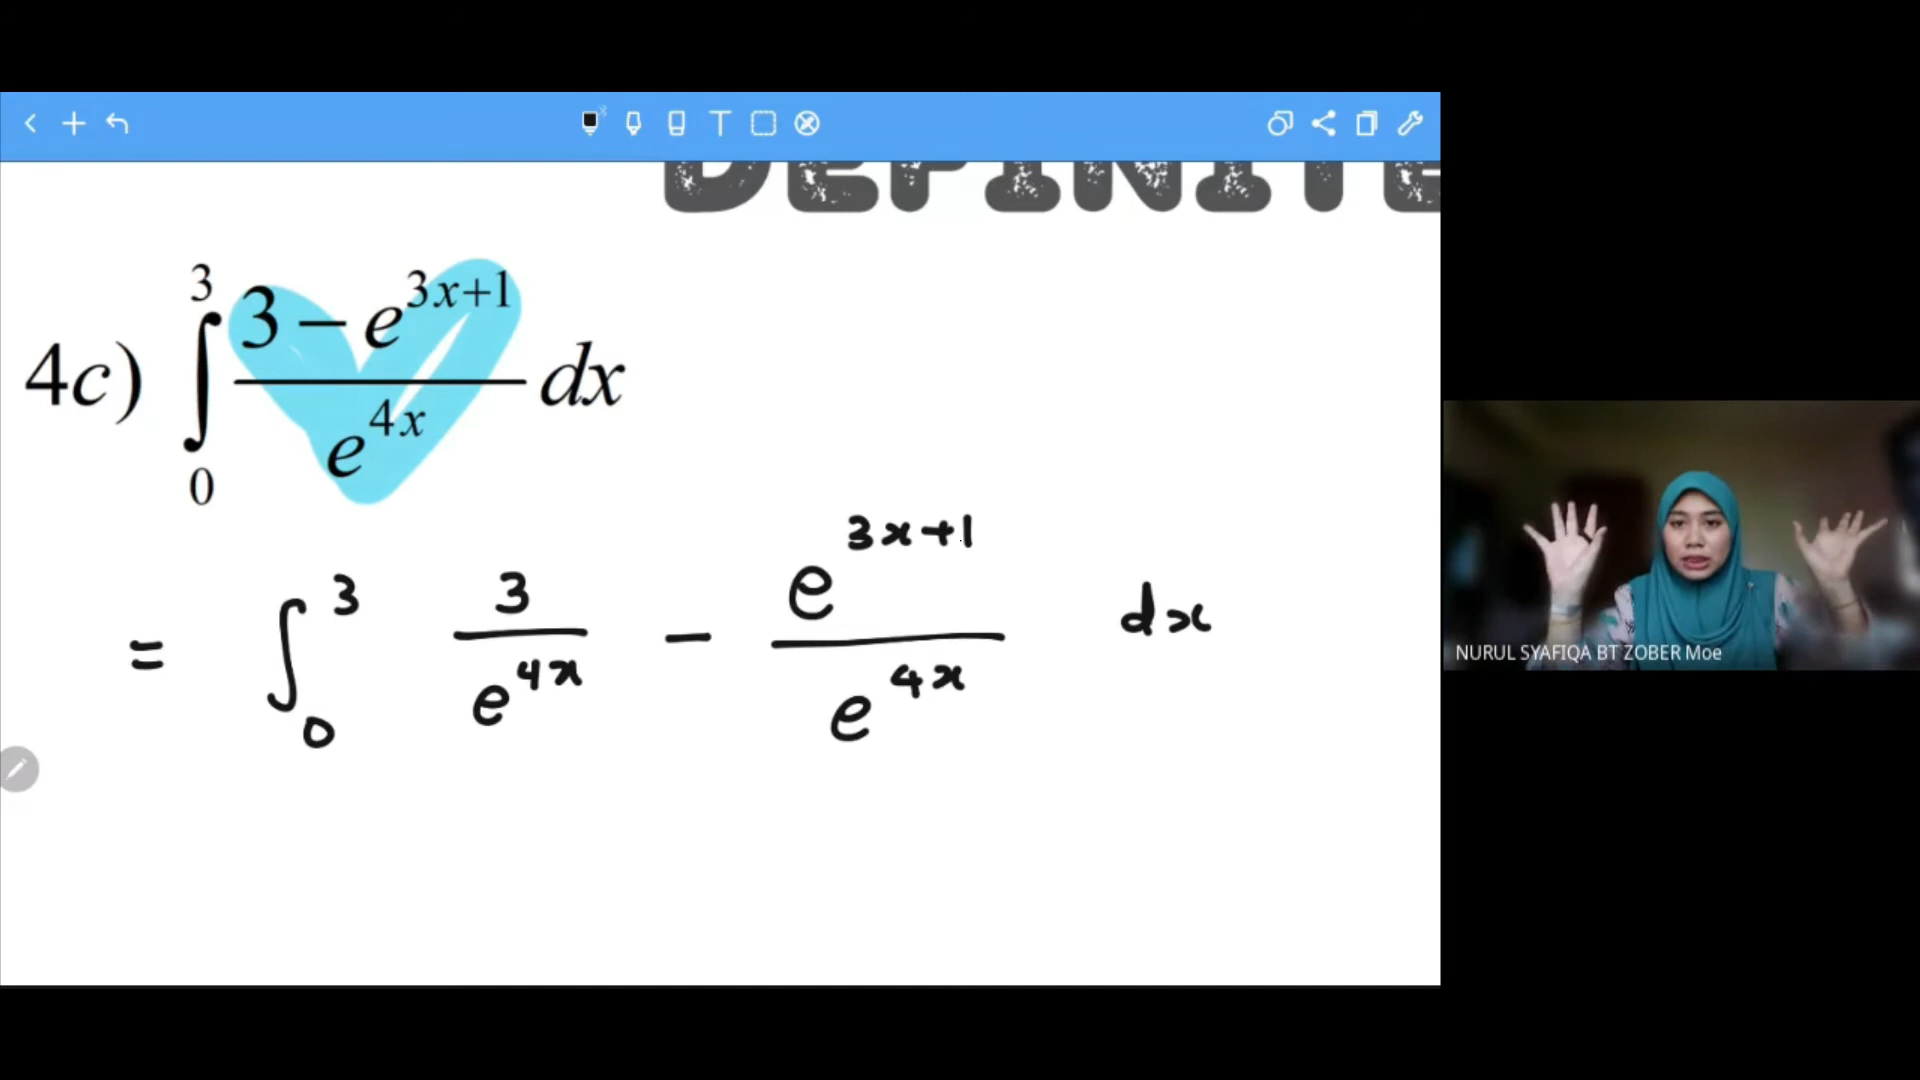 DEFINITE
4c) ∫₀³ (3 − e^(3x+1)) / e^(4x) dx
= ∫₀³ 3 / e^(4x) − e^(3x+1) / e^(4x) dx
NURUL SYAFIQA BT ZOBER Moe